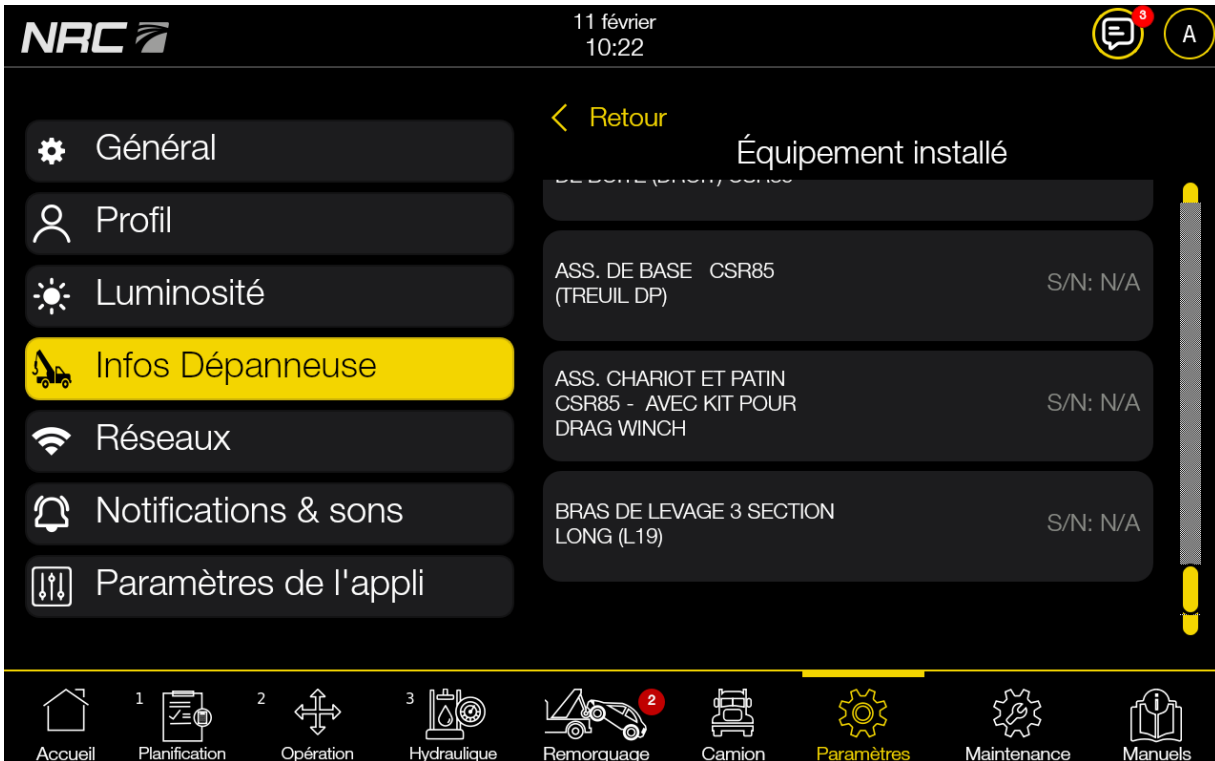 NRC
11 février
10:22
3
A
Général
Profil
Luminosité
Infos Dépanneuse
Réseaux
Notifications & sons
Paramètres de l'appli
Retour
Équipement installé
ASS. DE BASE CSR85
(TREUIL DP)
S/N: N/A
ASS. CHARIOT ET PATIN
CSR85 - AVEC KIT POUR
DRAG WINCH
S/N: N/A
BRAS DE LEVAGE 3 SECTION
LONG (L19)
S/N: N/A
Accueil
1
Planification
2
Opération
3
Hydraulique
2
Remorquage
Camion
Paramètres
Maintenance
Manuels